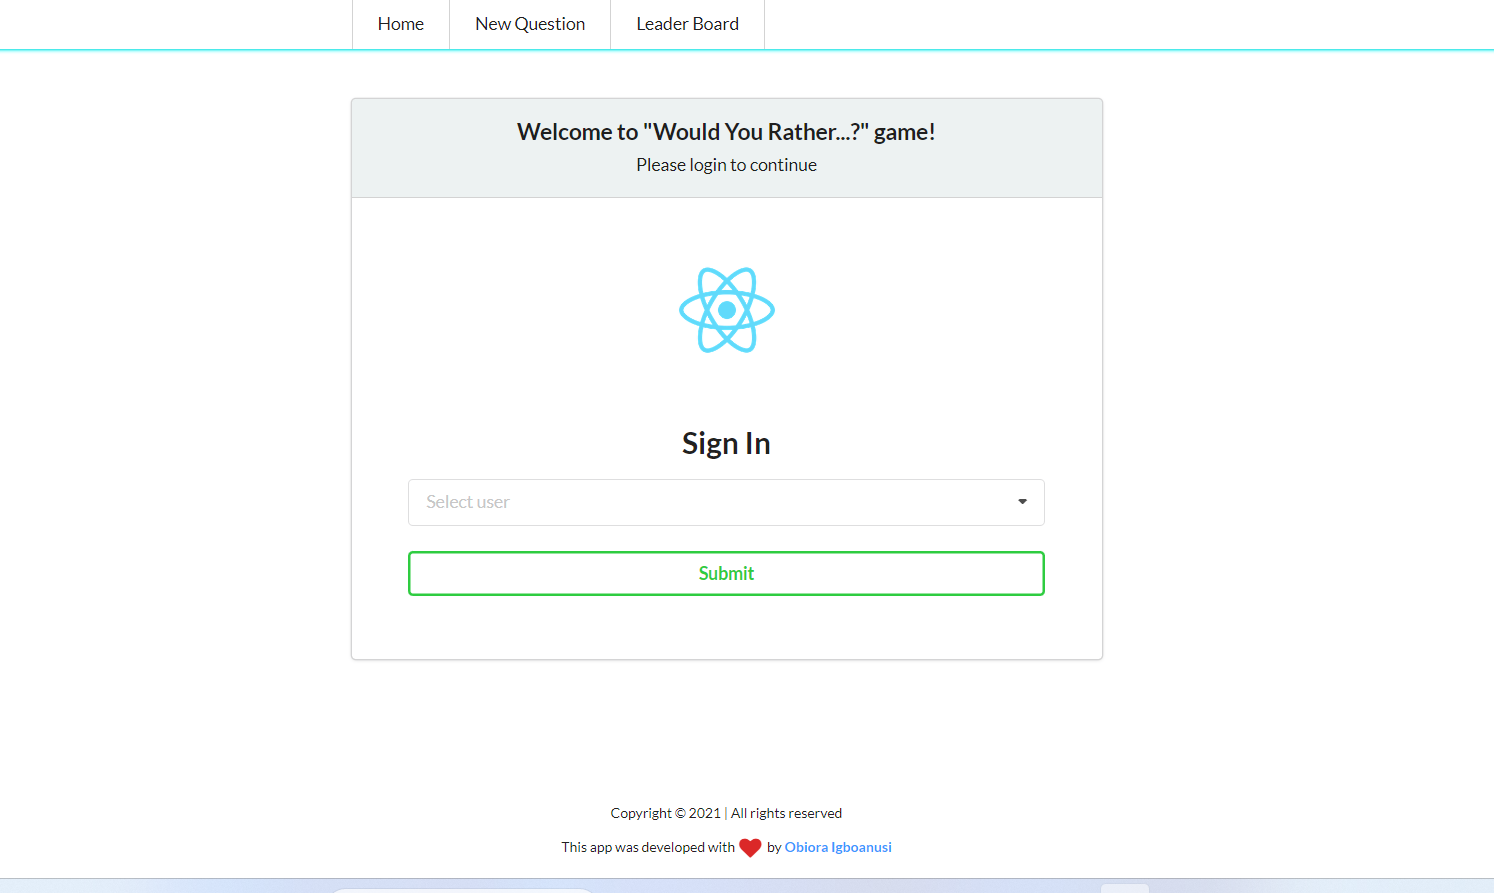 Home New Question Leader Board
Welcome to "Would You Rather...?" game!
Please login to continue
Sign In
Select user
Submit
Copyright © 2021 | All rights reserved
This app was developed with by Obiora Igboanusi